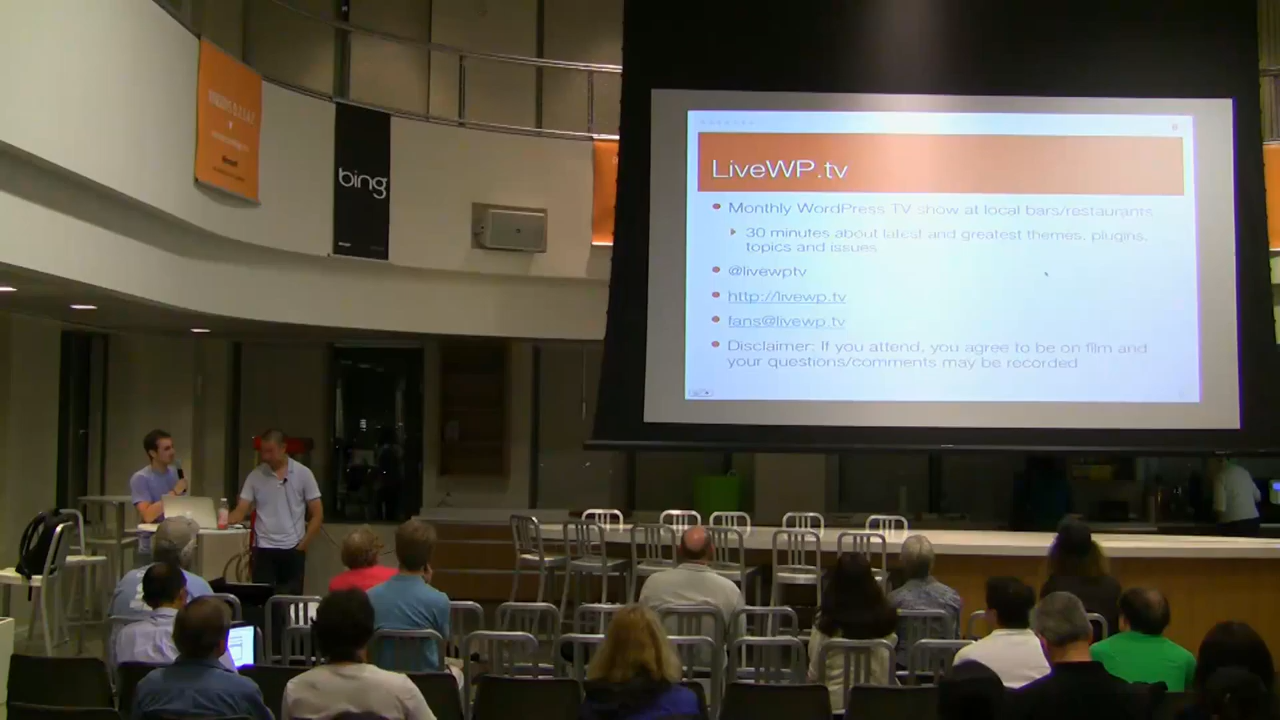 bing
LiveWP.tv
Monthly WordPress TV show at local bars/restaurants
30 minutes about latest and greatest themes, plugins,
topics and issues
@livewptv
http://livewp.tv
fans@livewp.tv
Disclaimer: If you attend, you agree to be on film and
your questions/comments may be recorded